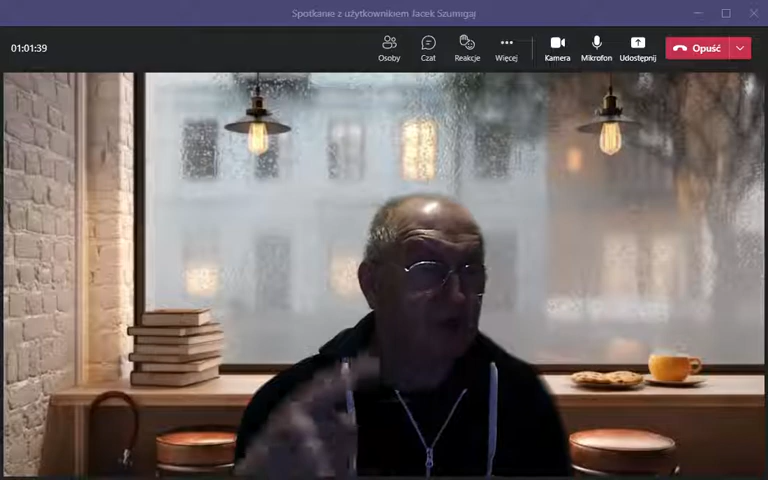 Spotkanie z użytkownikiem Jacek Szumigaj
01:01:39
Osoby
Czat
Reakcje
Więcej
Kamera
Mikrofon
Udostępnij
Opuść